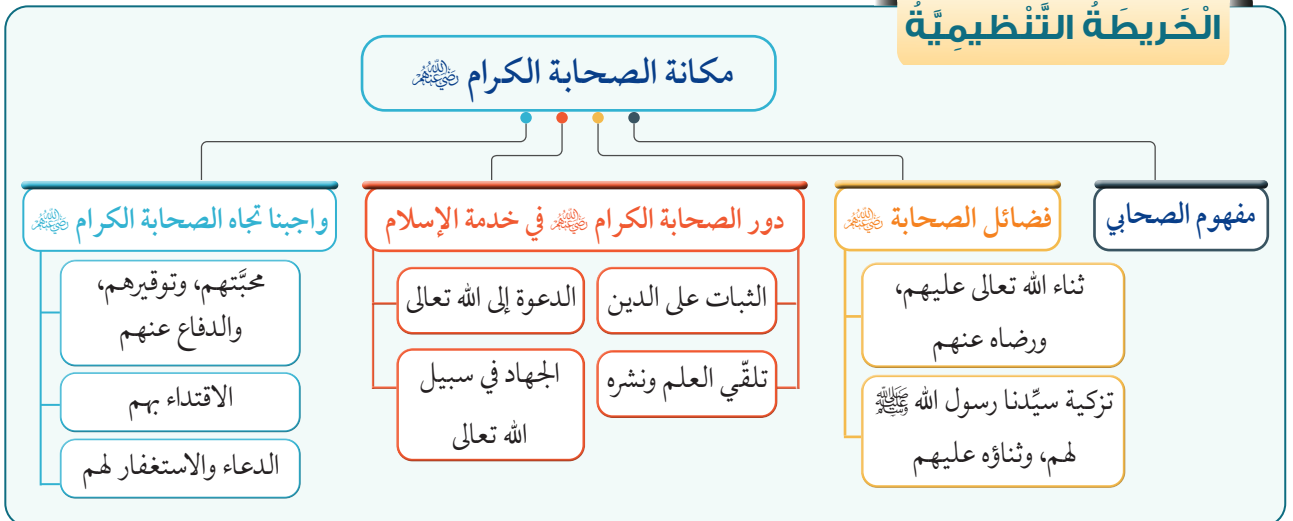 الْخَرِيطَةُ التَّنْظِيمِيَّةُ
مكانة الصحابة الكرام رضي الله عنهم
مفهوم الصحابي
فضائل الصحابة رضي الله عنهم
ثناء الله تعالى عليهم،
ورضاه عنهم
تزكية سيِّدنا رسول الله ﷺ
لهم، وثناؤه عليهم
دور الصحابة الكرام رضي الله عنهم في خدمة الإسلام
الثبات على الدين
الدعوة إلى الله تعالى
تلقّي العلم ونشره
الجهاد في سبيل
الله تعالى
واجبنا تجاه الصحابة الكرام رضي الله عنهم
محبَّتهم، وتوقيرهم،
والدفاع عنهم
الاقتداء بهم
الدعاء والاستغفار لهم